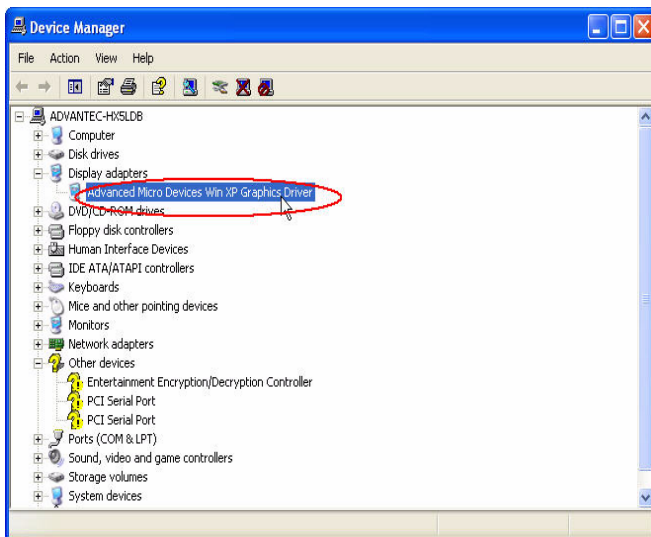 Device Manager
File Action View Help
ADVANTEC-HX5LDB
Computer
Disk drives
Display adapters
Advanced Micro Devices Win XP Graphics Driver
DVD/CD-ROM drives
Floppy disk controllers
Human Interface Devices
IDE ATA/ATAPI controllers
Keyboards
Mice and other pointing devices
Monitors
Network adapters
Other devices
Entertainment Encryption/Decryption Controller
PCI Serial Port
PCI Serial Port
Ports (COM & LPT)
Sound, video and game controllers
Storage volumes
System devices